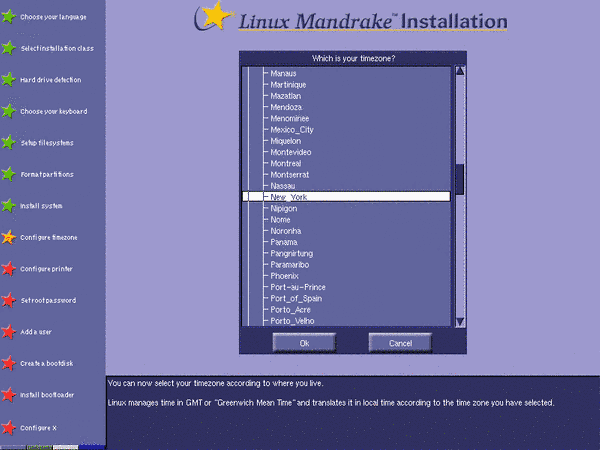 Linux Mandrake™ Installation
Choose your language
Select installation class
Hard drive detection
Choose your keyboard
Setup filesystems
Format partitions
Install system
Configure timezone
Configure printer
Set root password
Add a user
Create a bootdisk
Install bootloader
Configure X
Which is your timezone?
Manaus
Martinique
Mazatlan
Mendoza
Menominee
Mexico_City
Miquelon
Montevideo
Montreal
Montserrat
Nassau
New_York
Nipigon
Nome
Noronha
Panama
Pangnirtung
Paramaribo
Phoenix
Port-au-Prince
Port_of_Spain
Porto_Acre
Porto_Velho
Ok
Cancel
You can now select your timezone according to where you live.
Linux manages time in GMT or "Greenwich Mean Time" and translates it in local time according to the time zone you have selected.